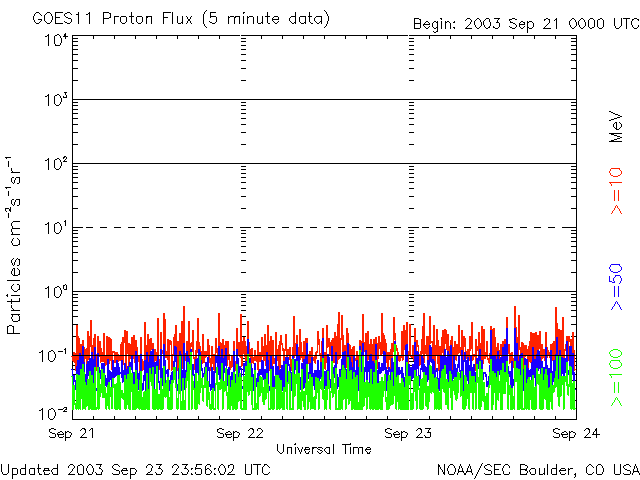 GOES11 Proton Flux (5 minute data)
Begin: 2003 Sep 21 0000 UTC
10⁴
10³
10²
10¹
10⁰
10⁻¹
10⁻²
Particles cm⁻²s⁻¹sr⁻¹
MeV
>=10
>=50
>=100
Sep 21 Sep 22 Sep 23 Sep 24
Universal Time
Updated 2003 Sep 23 23:56:02 UTC
NOAA/SEC Boulder, CO USA